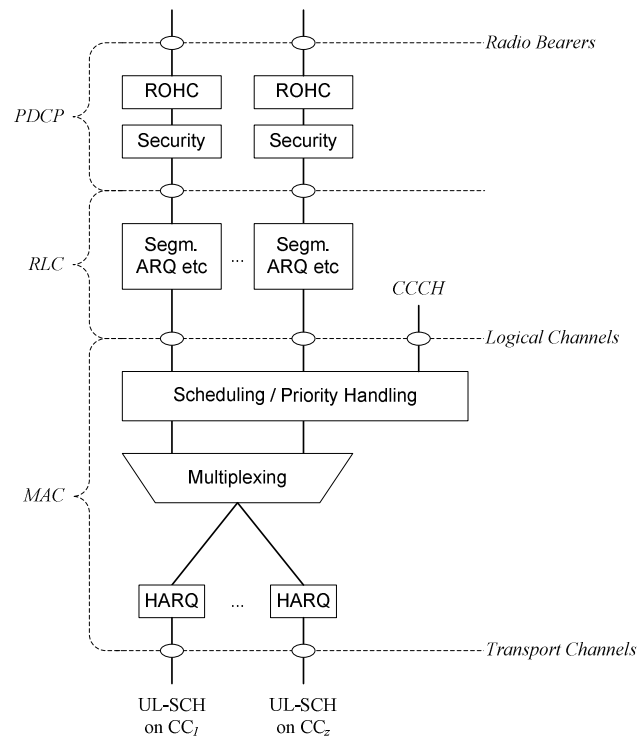 Radio Bearers
ROHC
ROHC
PDCP
Security
Security
Segm.
ARQ etc
...
Segm.
ARQ etc
RLC
CCCH
Logical Channels
Scheduling / Priority Handling
Multiplexing
MAC
HARQ
...
HARQ
Transport Channels
UL-SCH
on CC1
UL-SCH
on CCz